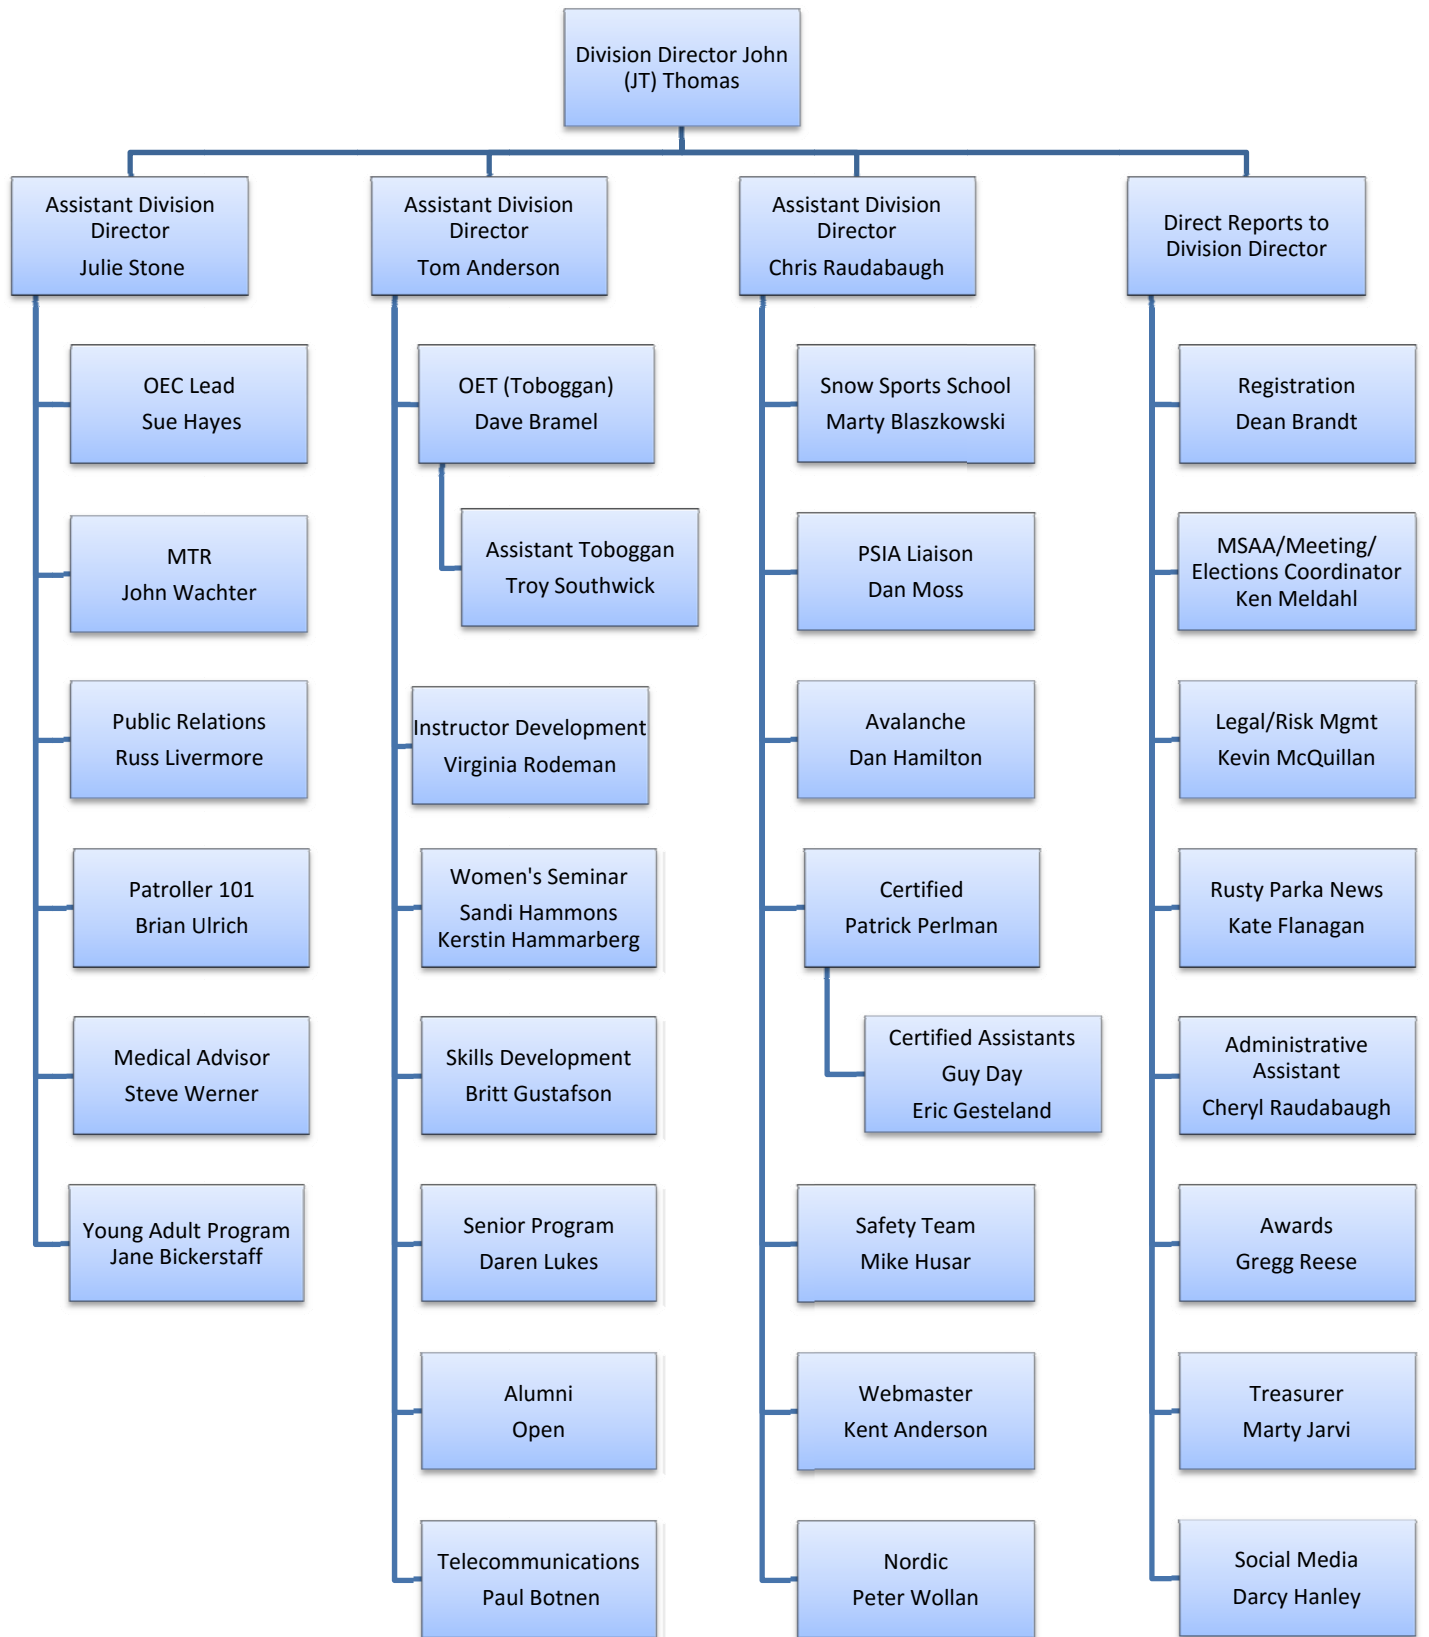 Division Director John
(JT) Thomas
Assistant Division
Director
Julie Stone
OEC Lead
Sue Hayes
MTR
John Wachter
Public Relations
Russ Livermore
Patroller 101
Brian Ulrich
Medical Advisor
Steve Werner
Young Adult Program
Jane Bickerstaff
Assistant Division
Director
Tom Anderson
OET (Toboggan)
Dave Bramel
Assistant Toboggan
Troy Southwick
Instructor Development
Virginia Rodeman
Women's Seminar
Sandi Hammons
Kerstin Hammarberg
Skills Development
Britt Gustafson
Senior Program
Daren Lukes
Alumni
Open
Telecommunications
Paul Botnen
Assistant Division
Director
Chris Raudabaugh
Snow Sports School
Marty Blaszkowski
PSIA Liaison
Dan Moss
Avalanche
Dan Hamilton
Certified
Patrick Perlman
Certified Assistants
Guy Day
Eric Gesteland
Safety Team
Mike Husar
Webmaster
Kent Anderson
Nordic
Peter Wollan
Direct Reports to
Division Director
Registration
Dean Brandt
MSAA/Meeting/
Elections Coordinator
Ken Meldahl
Legal/Risk Mgmt
Kevin McQuillan
Rusty Parka News
Kate Flanagan
Administrative
Assistant
Cheryl Raudabaugh
Awards
Gregg Reese
Treasurer
Marty Jarvi
Social Media
Darcy Hanley